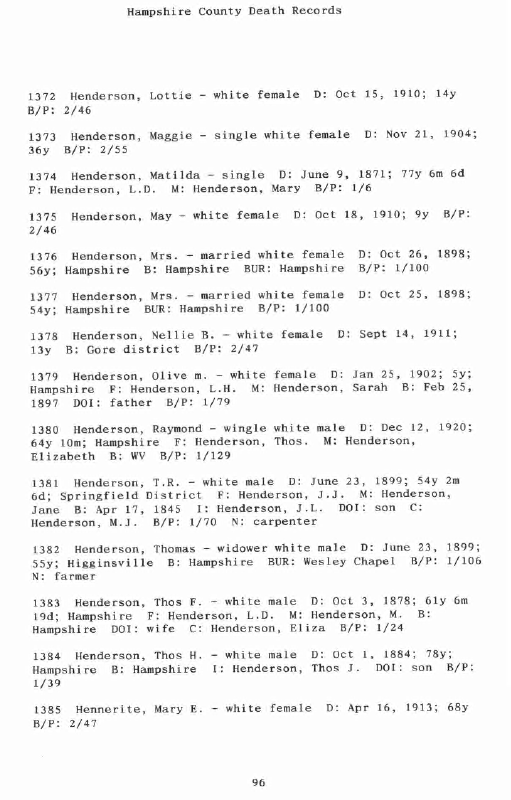 Hampshire County Death Records
1372 Henderson, Lottie - white female D: Oct 15, 1910; 14y
B/P: 2/46
1373 Henderson, Maggie - single white female D: Nov 21, 1904;
36y B/P: 2/55
1374 Henderson, Matilda - single D: June 9, 1871; 77y 6m 6d
F: Henderson, L.D. M: Henderson, Mary B/P: 1/6
1375 Henderson, May - white female D: Oct 18, 1910; 9y B/P:
2/46
1376 Henderson, Mrs. - married white female D: Oct 26, 1898;
56y; Hampshire B: Hampshire BUR: Hampshire B/P: 1/100
1377 Henderson, Mrs. - married white female D: Oct 25, 1898;
54y; Hampshire BUR: Hampshire B/P: 1/100
1378 Henderson, Nellie B. - white female D: Sept 14, 1911;
13y B: Gore district B/P: 2/47
1379 Henderson, Olive m. - white female D: Jan 25, 1902; 5y;
Hampshire F: Henderson, L.H. M: Henderson, Sarah B: Feb 25,
1897 DOI: father B/P: 1/79
1380 Henderson, Raymond - wingle white male D: Dec 12, 1920;
64y 10m; Hampshire F: Henderson, Thos. M: Henderson,
Elizabeth B: WV B/P: 1/129
1381 Henderson, T.R. - white male D: June 23, 1899; 54y 2m
6d; Springfield District F: Henderson, J.J. M: Henderson,
Jane B: Apr 17, 1845 I: Henderson, J.L. DOI: son C:
Henderson, M.J. B/P: 1/70 N: carpenter
1382 Henderson, Thomas - widower white male D: June 23, 1899;
55y; Higginsville B: Hampshire BUR: Wesley Chapel B/P: 1/106
N: farmer
1383 Henderson, Thos F. - white male D: Oct 3, 1878; 61y 6m
19d; Hampshire F: Henderson, L.D. M: Henderson, M. B:
Hampshire DOI: wife C: Henderson, Eliza B/P: 1/24
1384 Henderson, Thos H. - white male D: Oct 1, 1884; 78y;
Hampshire B: Hampshire I: Henderson, Thos J. DOI: son B/P:
1/39
1385 Hennerite, Mary E. - white female D: Apr 16, 1913; 68y
B/P: 2/47
96